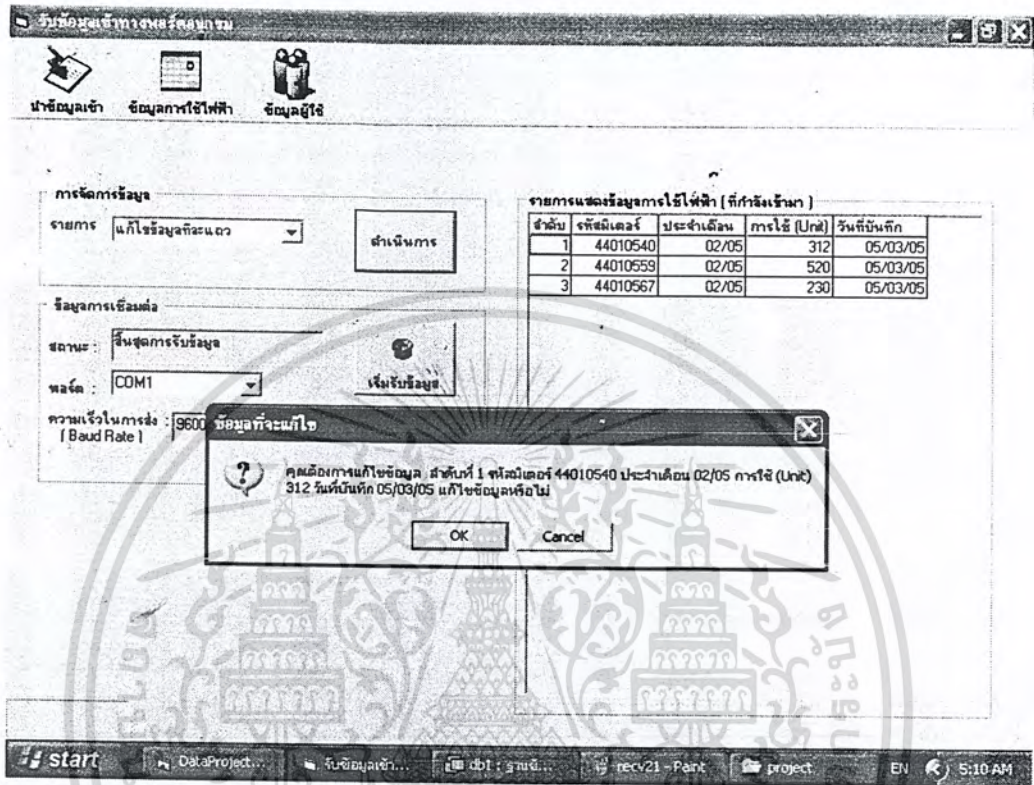 รับข้อมูลเข้าทางพอร์ตอนุกรม
นำข้อมูลเข้า ข้อมูลการใช้ไฟฟ้า ข้อมูลผู้ใช้
การจัดการข้อมูล
รายการ แก้ไขข้อมูลทีละแถว
ดำเนินการ
ข้อมูลการเชื่อมต่อ
สถานะ : สิ้นสุดการรับข้อมูล
พอร์ต : COM1
เริ่มรับข้อมูล
ความเร็วในการส่ง : 9600
( Baud Rate )
รายการแสดงข้อมูลการใช้ไฟฟ้า ( ที่กำลังเข้ามา )
ลำดับ รหัสมิเตอร์ ประจำเดือน การใช้ (Unit) วันที่บันทึก
1 44010540 02/05 312 05/03/05
2 44010559 02/05 520 05/03/05
3 44010567 02/05 230 05/03/05
ข้อมูลที่จะแก้ไข
คุณต้องการแก้ไขข้อมูล ลำดับที่ 1 รหัสมิเตอร์ 44010540 ประจำเดือน 02/05 การใช้ (Unit)
312 วันที่บันทึก 05/03/05 แก้ไขข้อมูลหรือไม่
OK Cancel
start DataProject... รับข้อมูลเข้า... db1 : ฐานข้... recv21 - Paint project EN 5:10 AM